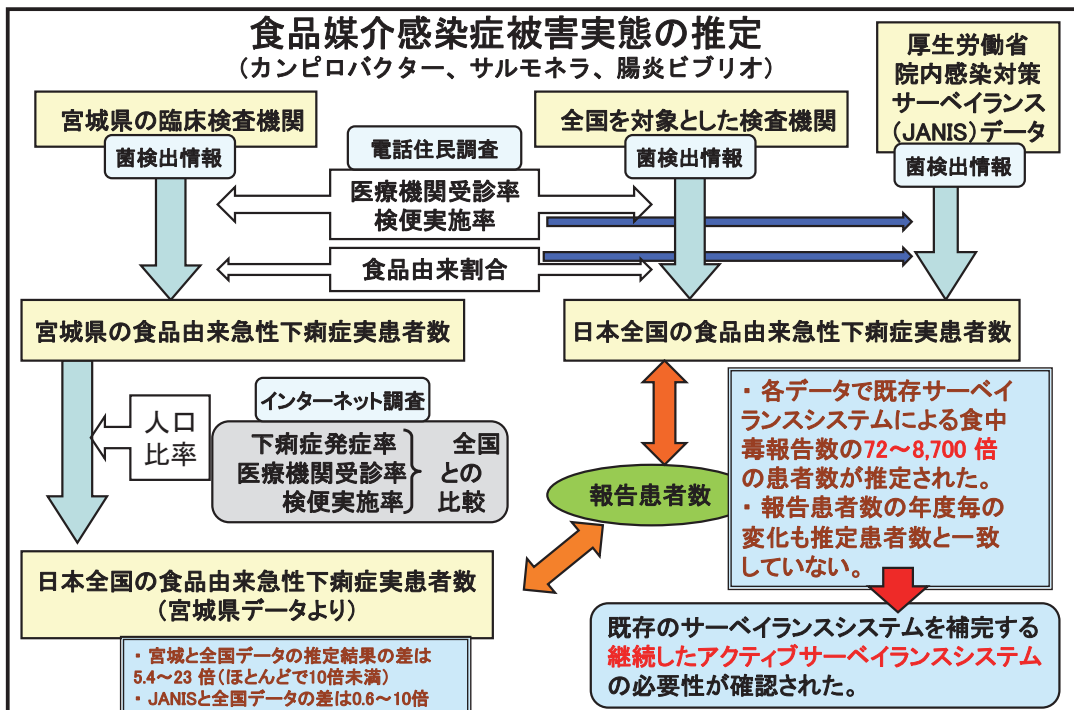 食品媒介感染症被害実態の推定
（カンピロバクター、サルモネラ、腸炎ビブリオ）
厚生労働省
院内感染対策
サーベイランス
（JANIS）データ
菌検出情報
宮城県の臨床検査機関
菌検出情報
全国を対象とした検査機関
菌検出情報
電話住民調査
医療機関受診率
検便実施率
食品由来割合
宮城県の食品由来急性下痢症実患者数
日本全国の食品由来急性下痢症実患者数
人口
比率
インターネット調査
下痢症発症率
医療機関受診率
検便実施率
全国
との
比較
報告患者数
・ 各データで既存サーベイ
ランスシステムによる食中
毒報告数の72～8,700 倍
の患者数が推定された。
・ 報告患者数の年度毎の
変化も推定患者数と一致
していない。
日本全国の食品由来急性下痢症実患者数
（宮城県データより）
・ 宮城と全国データの推定結果の差は
5.4～23 倍（ほとんどで10倍未満）
・ JANISと全国データの差は0.6～10倍
既存のサーベイランスシステムを補完する
継続したアクティブサーベイランスシステム
の必要性が確認された。